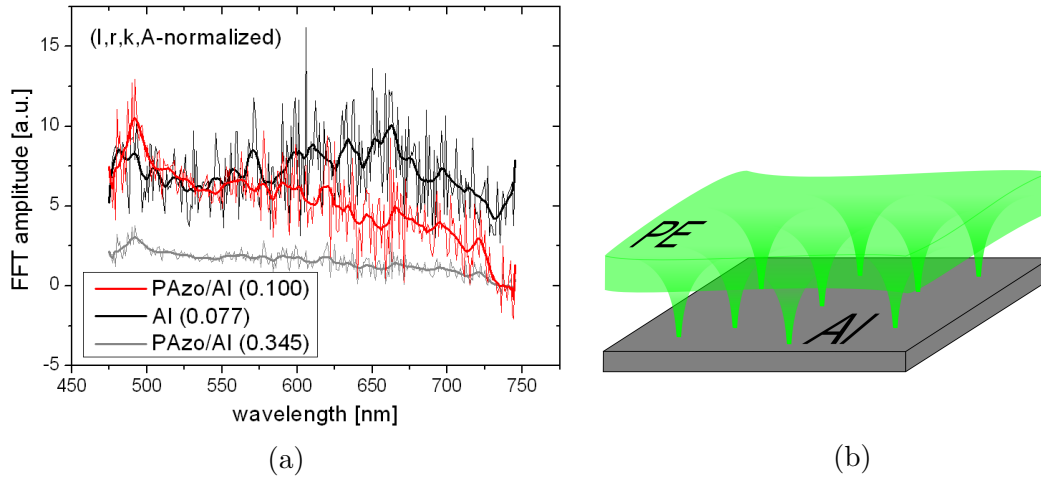 (l,r,k,A-normalized)
FFT amplitude [a.u.]
15
10
5
0
-5
PAzo/Al (0.100)
Al (0.077)
PAzo/Al (0.345)
450 500 550 600 650 700 750 775
wavelength [nm]
PE
Al
(a) (b)